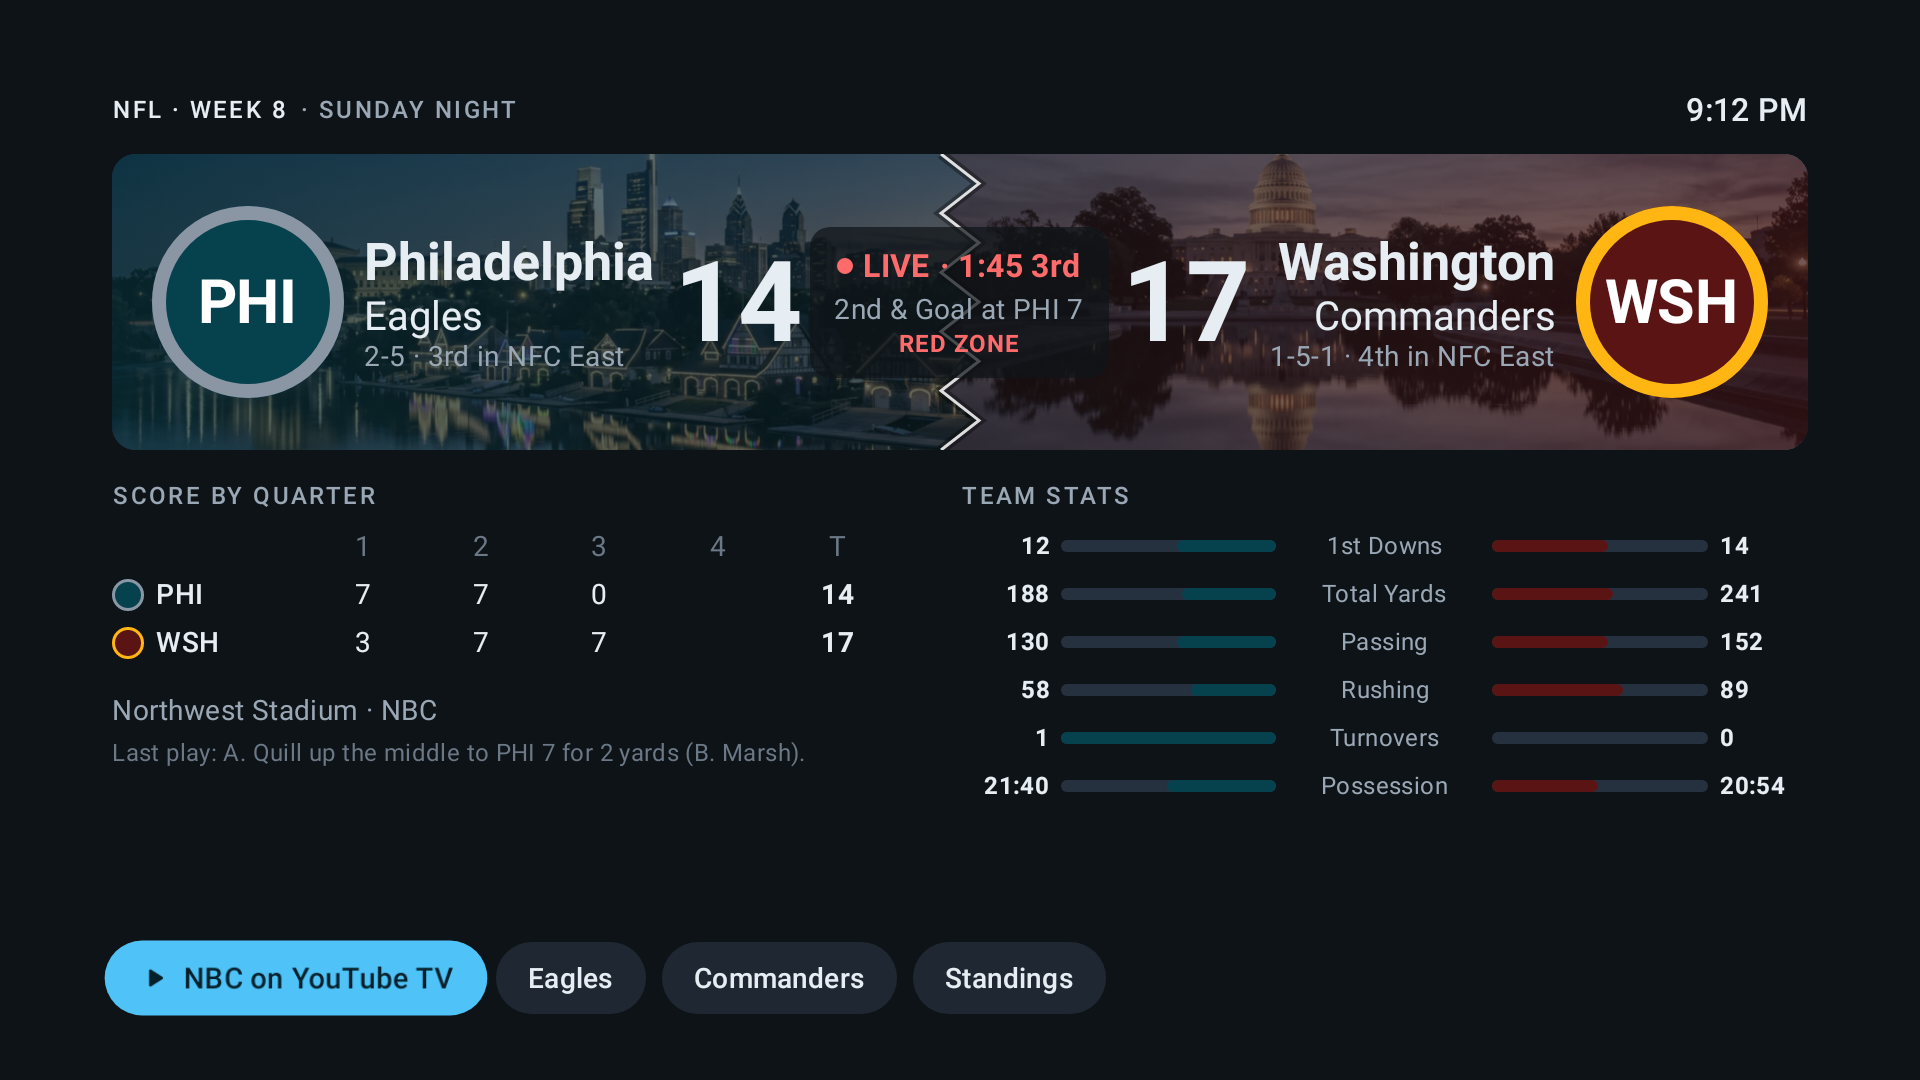 NFL · WEEK 8 · SUNDAY NIGHT
9:12 PM
PHI
Philadelphia
Eagles
2-5 · 3rd in NFC East
14
LIVE · 1:45 3rd
2nd & Goal at PHI 7
RED ZONE
17
Washington
Commanders
1-5-1 · 4th in NFC East
WSH
SCORE BY QUARTER
1 2 3 4 T
PHI 7 7 0 14
WSH 3 7 7 17
Northwest Stadium · NBC
Last play: A. Quill up the middle to PHI 7 for 2 yards (B. Marsh).
TEAM STATS
12 1st Downs 14
188 Total Yards 241
130 Passing 152
58 Rushing 89
1 Turnovers 0
21:40 Possession 20:54
NBC on YouTube TV
Eagles
Commanders
Standings